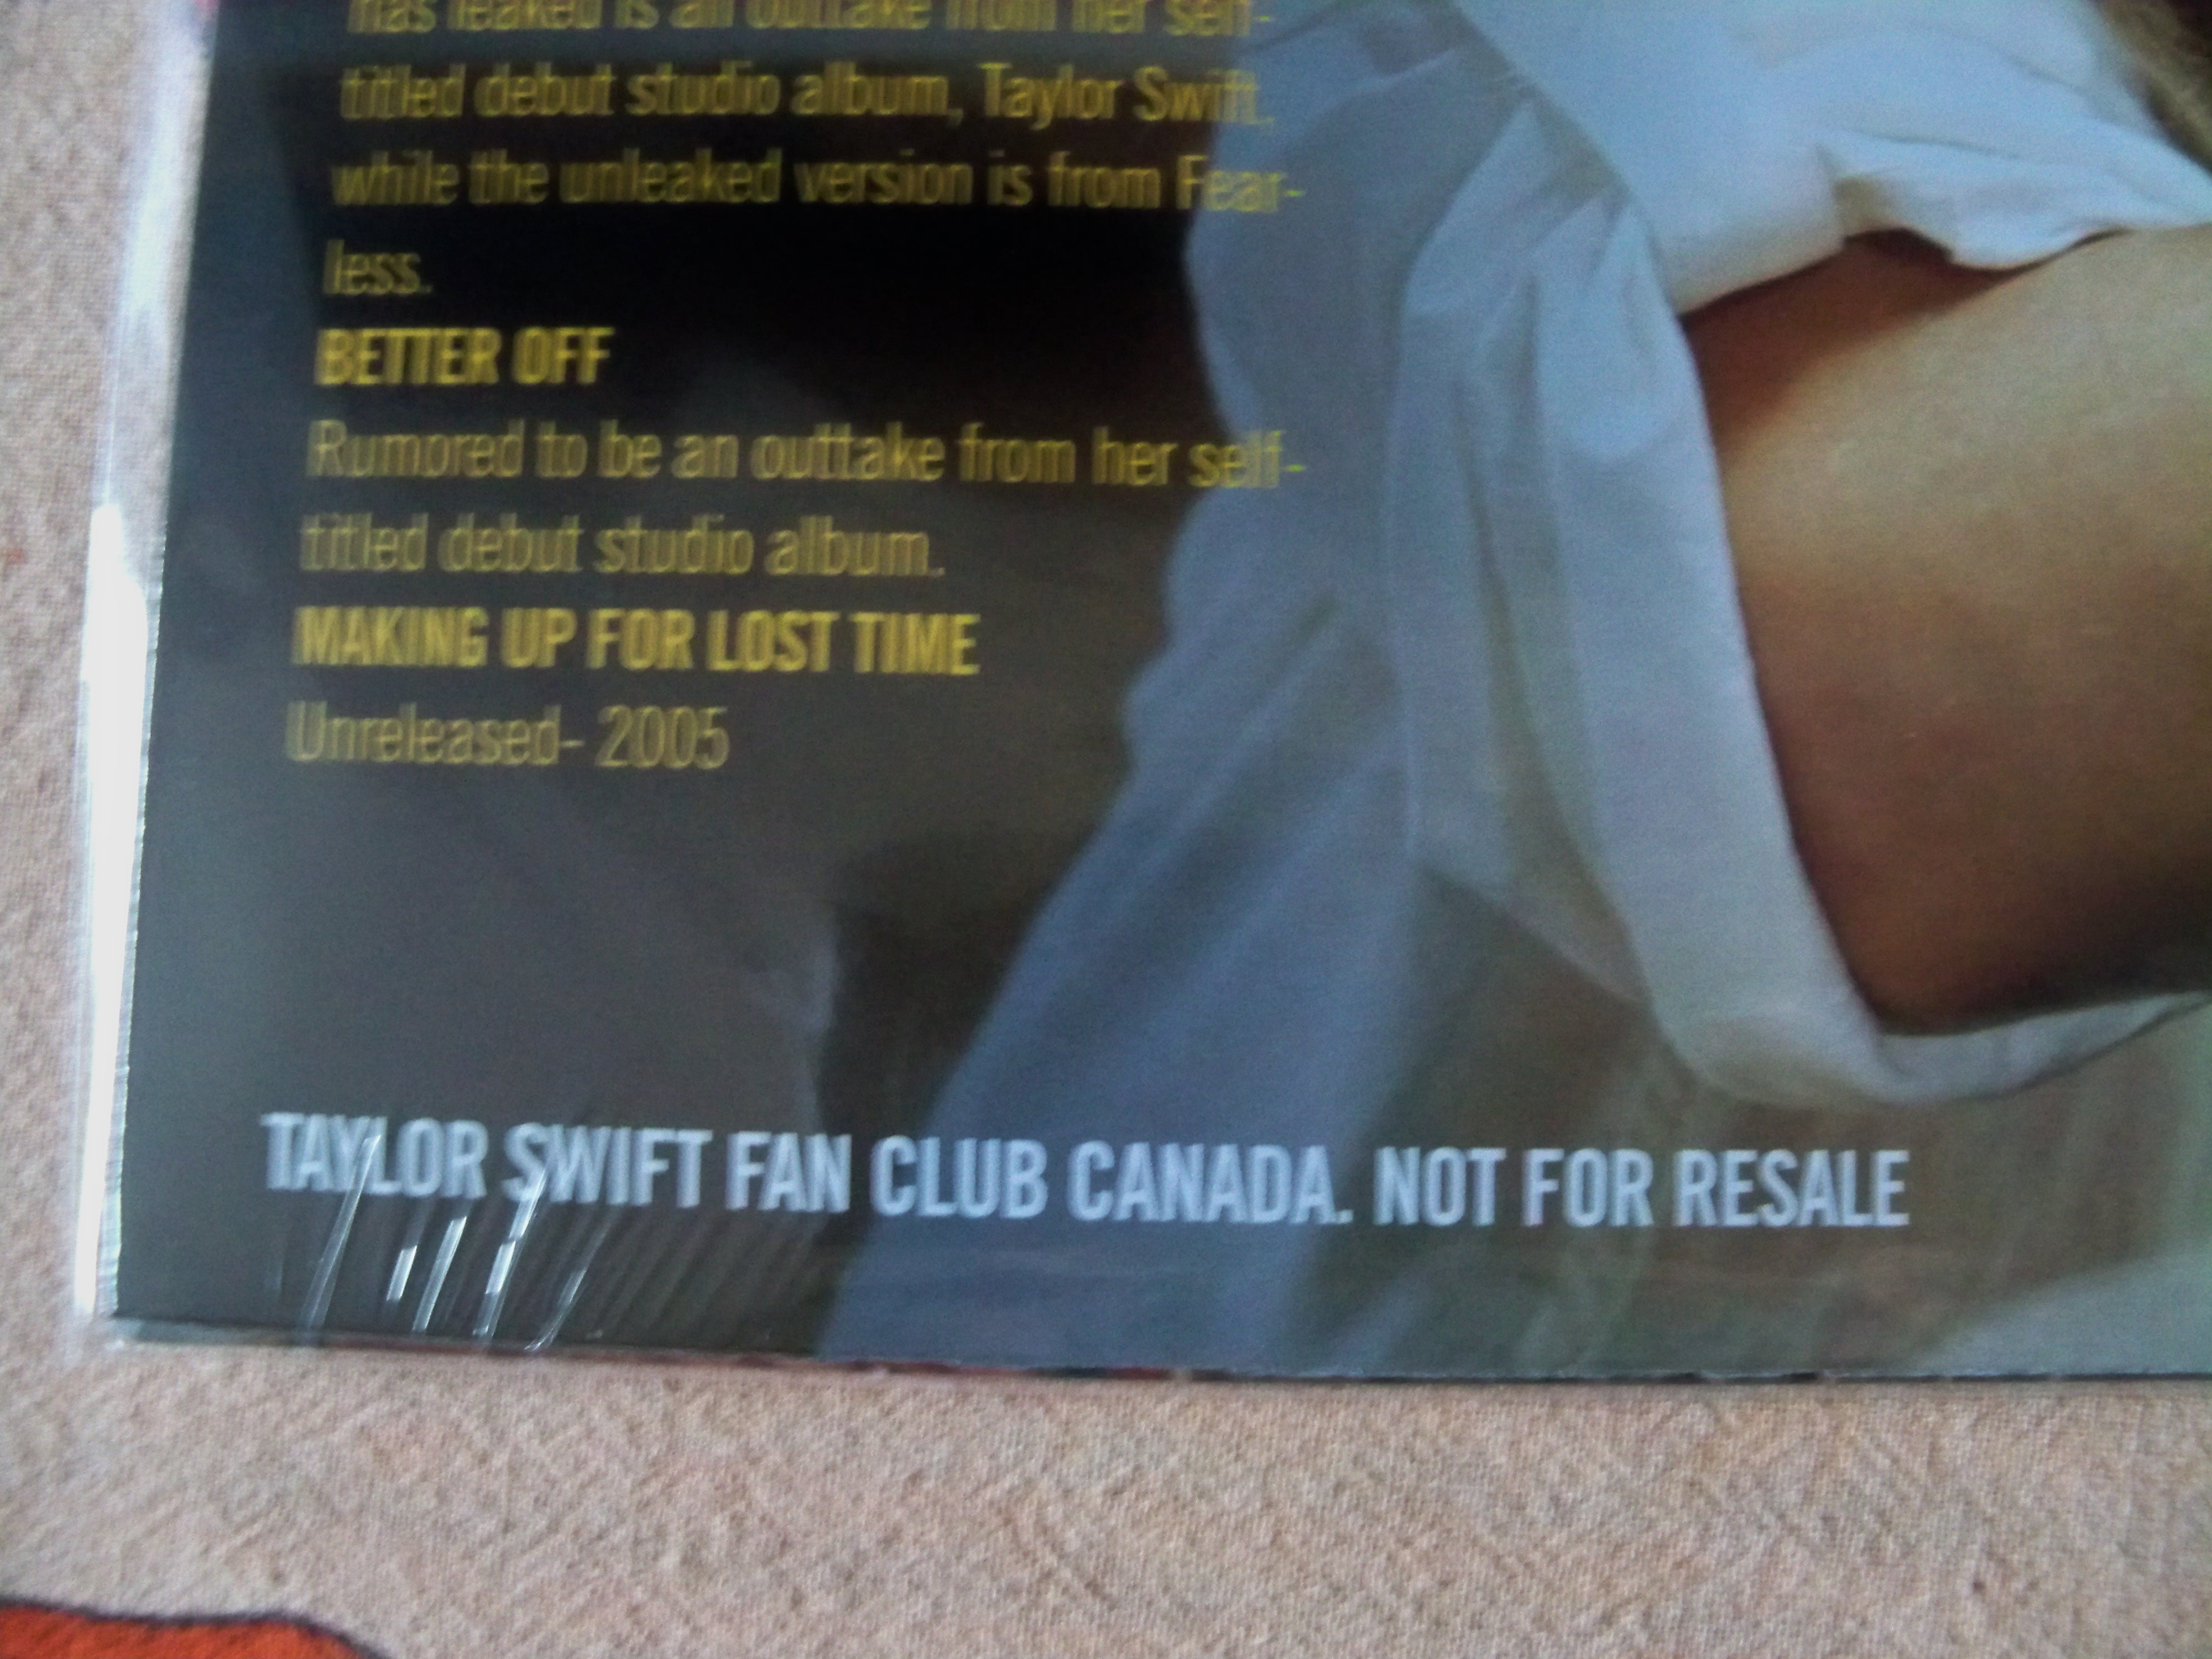 has leaked is an outtake from her self-
titled debut studio album, Taylor Swift,
while the unleaked version is from Fear-
less.
BETTER OFF
Rumored to be an outtake from her self-
titled debut studio album.
MAKING UP FOR LOST TIME
Unreleased- 2005
TAYLOR SWIFT FAN CLUB CANADA. NOT FOR RESALE